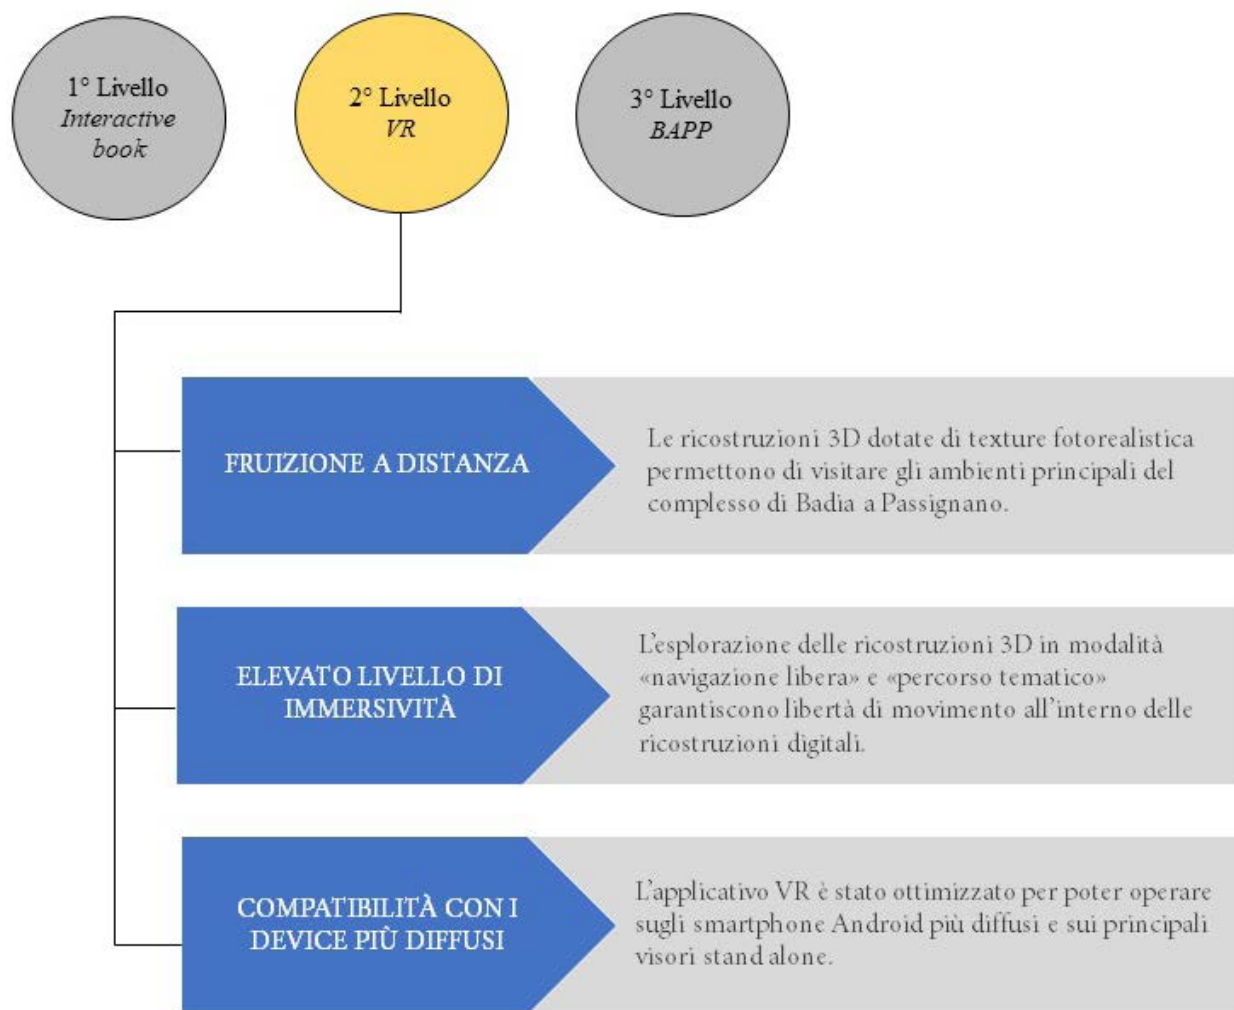 1° Livello
Interactive
book
2° Livello
VR
3° Livello
BAPP
FRUIZIONE A DISTANZA
Le ricostruzioni 3D dotate di texture fotorealistica
permettono di visitare gli ambienti principali del
complesso di Badia a Passignano.
ELEVATO LIVELLO DI
IMMERSIVITÀ
L'esplorazione delle ricostruzioni 3D in modalità
«navigazione libera» e «percorso tematico»
garantiscono libertà di movimento all'interno delle
ricostruzioni digitali.
COMPATIBILITÀ CON I
DEVICE PIÙ DIFFUSI
L'applicativo VR è stato ottimizzato per poter operare
sugli smartphone Android più diffusi e sui principali
visori stand alone.